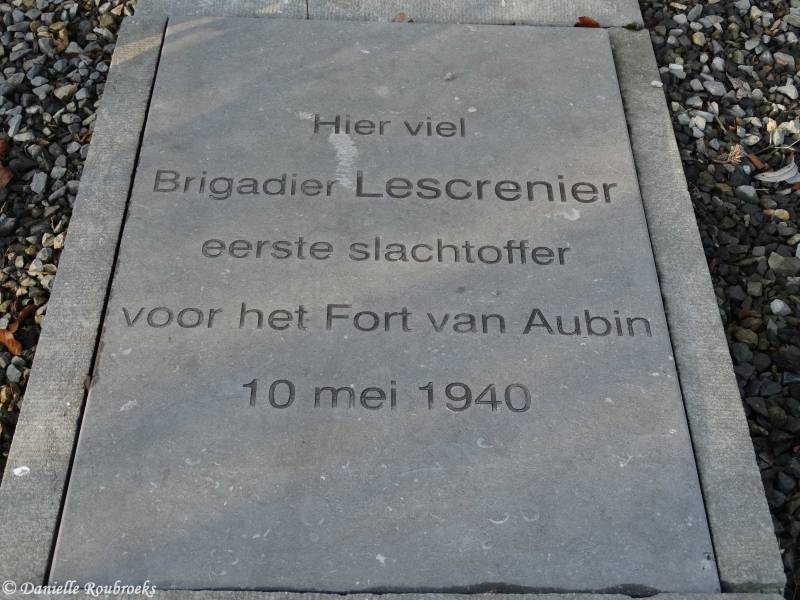 Hier viel
Brigadier Lescrenier
eerste slachtoffer
voor het Fort van Aubin
10 mei 1940
© Danielle Roubroeks